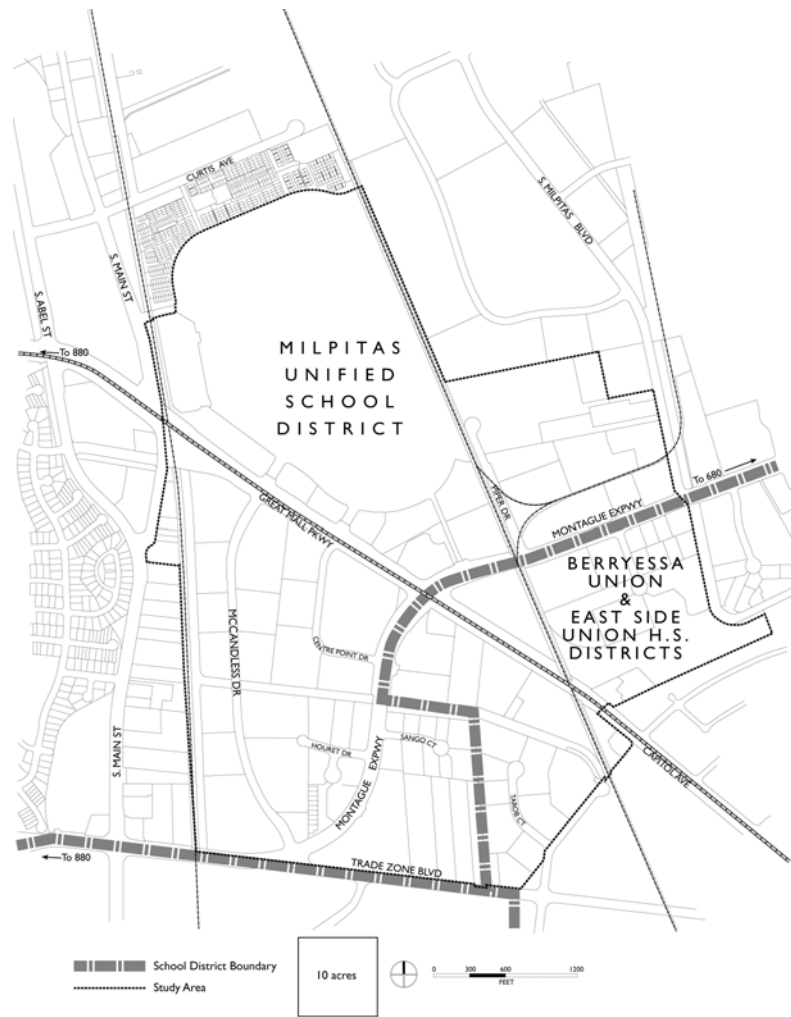 CURTIS AVE
S. MILPITAS BLVD
S. MAIN ST
S. ABEL ST
To 880
MILPITAS
UNIFIED
SCHOOL
DISTRICT
To 680
PIPER DR
GREAT MALL PKWY
MONTAGUE EXPWY
BERRYESSA
UNION
&
EAST SIDE
UNION H.S.
DISTRICTS
MCCANDLESS DR
CENTRE POINT DR
SANGO CT
HOURET DR
S. MAIN ST
MONTAGUE EXPWY
TAROB CT
CAPITOL AVE
To 880
TRADE ZONE BLVD
School District Boundary
Study Area
10 acres
0 300 600 1200
FEET